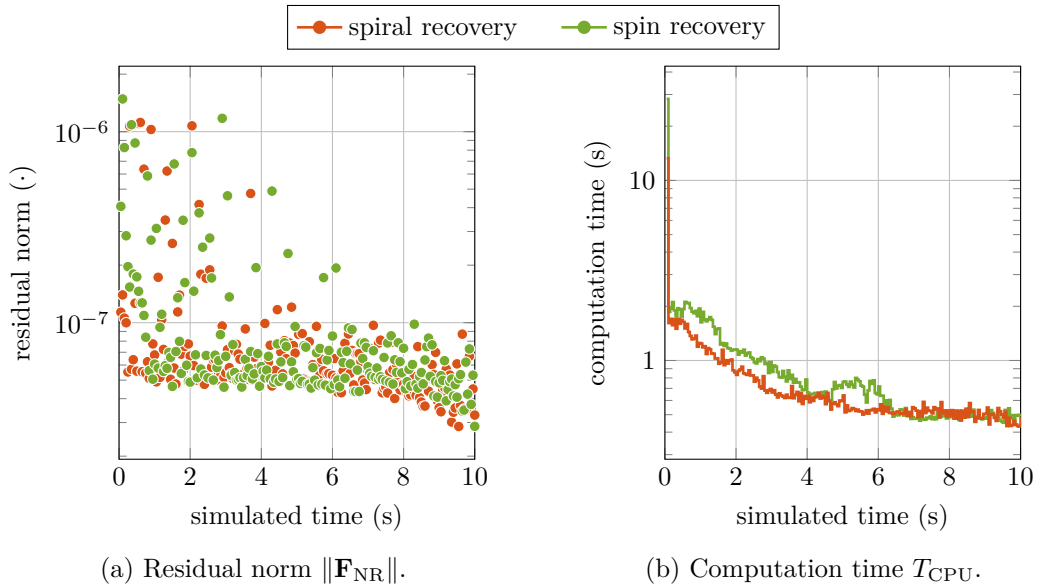 spiral recovery spin recovery
residual norm (·)
10⁻⁶
10⁻⁷
0 2 4 6 8 10
simulated time (s)
(a) Residual norm ‖F_NR‖.
computation time (s)
10
1
0 2 4 6 8 10
simulated time (s)
(b) Computation time T_CPU.